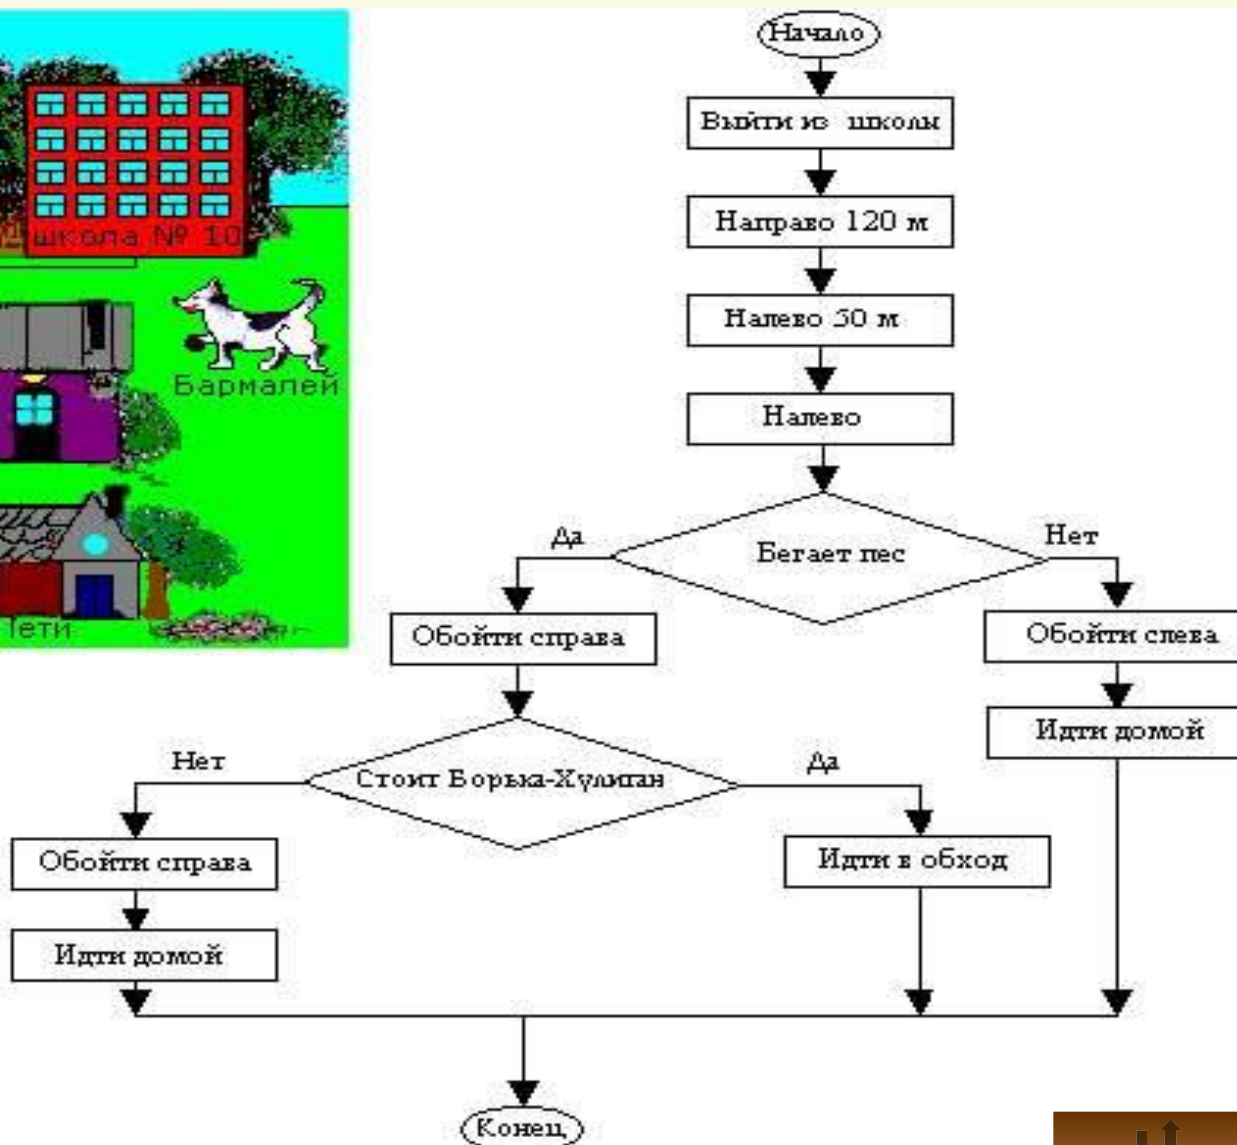 Начало
Выйти из школы
Направо 120 м
Налево 50 м
Налево
Бегает пес
Да
Нет
Обойти справа
Обойти слева
Идти домой
Стоит Борька-Хулиган
Нет
Да
Обойти справа
Идти в обход
Идти домой
Конец
школа № 10
Бармалей
Тети